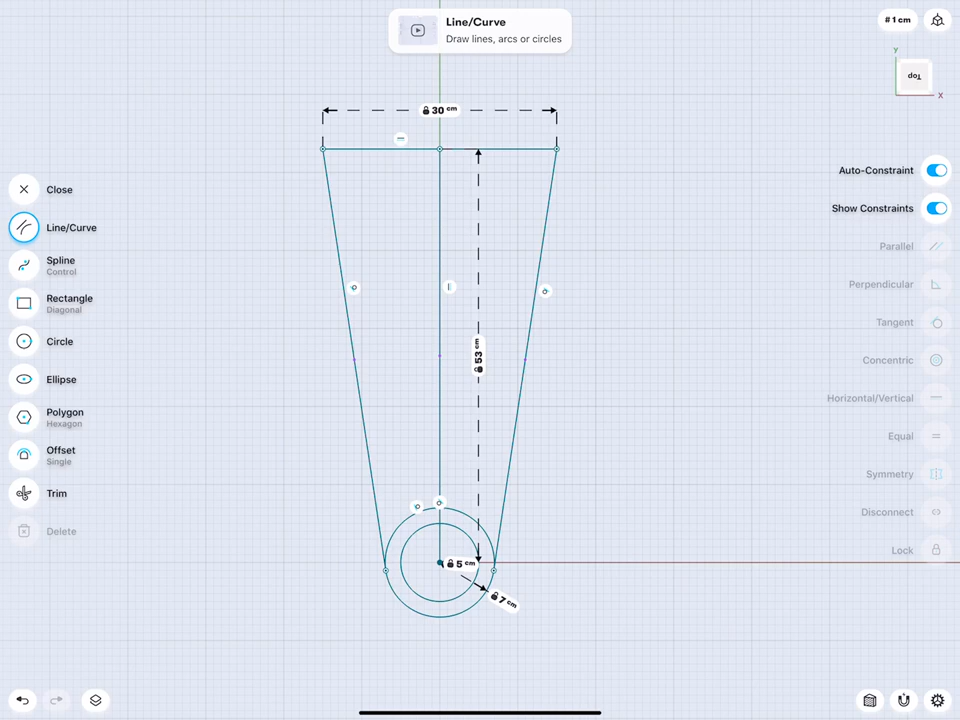 Line/Curve
Draw lines, arcs or circles
# 1 cm
y
Top
X
30 cm
Close
Line/Curve
Spline
Control
Rectangle
Diagonal
Circle
Ellipse
Polygon
Hexagon
Offset
Single
Trim
Delete
Auto-Constraint
Show Constraints
Parallel
Perpendicular
Tangent
Concentric
Horizontal/Vertical
Equal
Symmetry
Disconnect
Lock
53 cm
5 cm
7 cm